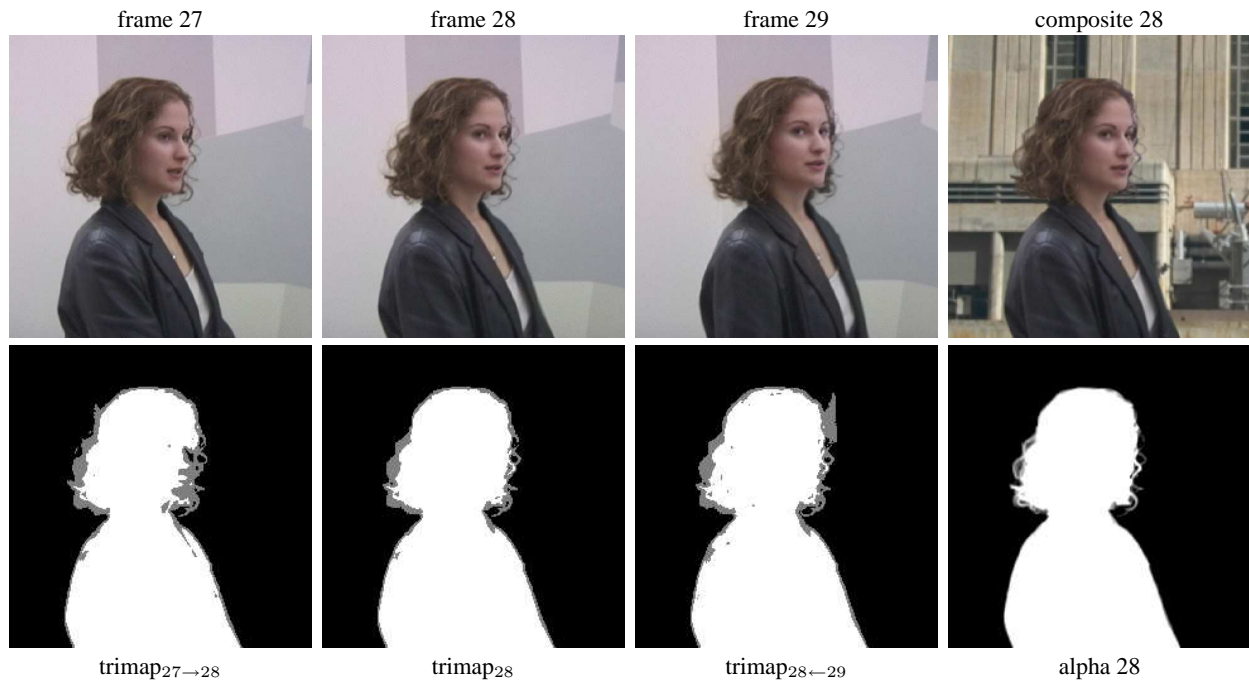 frame 27
frame 28
frame 29
composite 28
trimap27→28
trimap28
trimap28←29
alpha 28